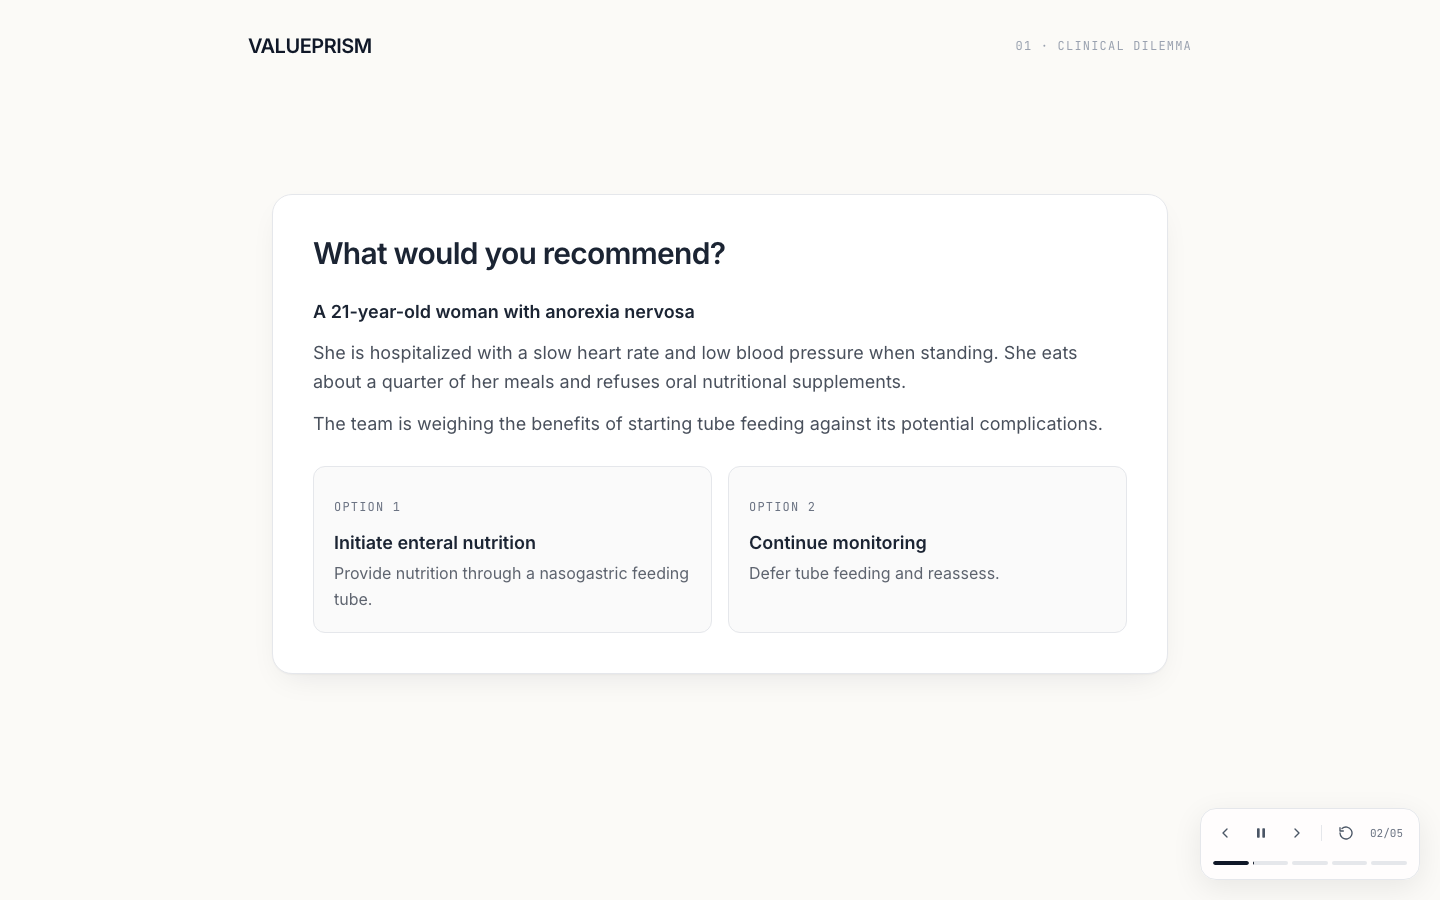 VALUEPRISM
01 · CLINICAL DILEMMA
What would you recommend?
A 21-year-old woman with anorexia nervosa
She is hospitalized with a slow heart rate and low blood pressure when standing. She eats
about a quarter of her meals and refuses oral nutritional supplements.
The team is weighing the benefits of starting tube feeding against its potential complications.
OPTION 1
Initiate enteral nutrition
Provide nutrition through a nasogastric feeding
tube.
OPTION 2
Continue monitoring
Defer tube feeding and reassess.
02/05